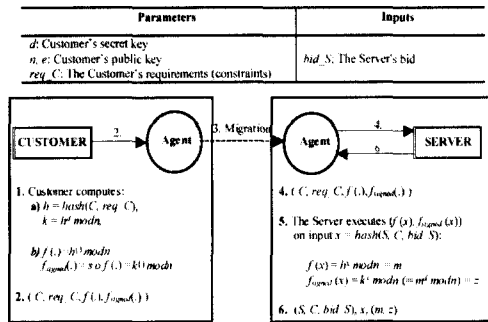 Parameters Inputs
d: Customer's secret key
n, e: Customer's public key
req_C: The Customer's requirements (constraints)
bid_S: The Server's bid
CUSTOMER
2.
Agent
3. Migration
Agent
4.
6.
SERVER
1. Customer computes:
a) h = hash(C, req_C),
k = h^d mod n,
b) f (.) = h^(.) mod n
f_signed(.) = s o f (.) = k^(.) mod n
2. ( C, req_C, f (.), f_signed(.) )
4. ( C, req_C, f (.), f_signed(.) )
5. The Server executes (f (x), f_signed (x))
on input x = hash(S, C, bid_S):
f (x) = h^x mod n = m
f_signed (x) = k^x mod n (= m^d mod n) = z
6. (S, C, bid_S), x, (m, z)